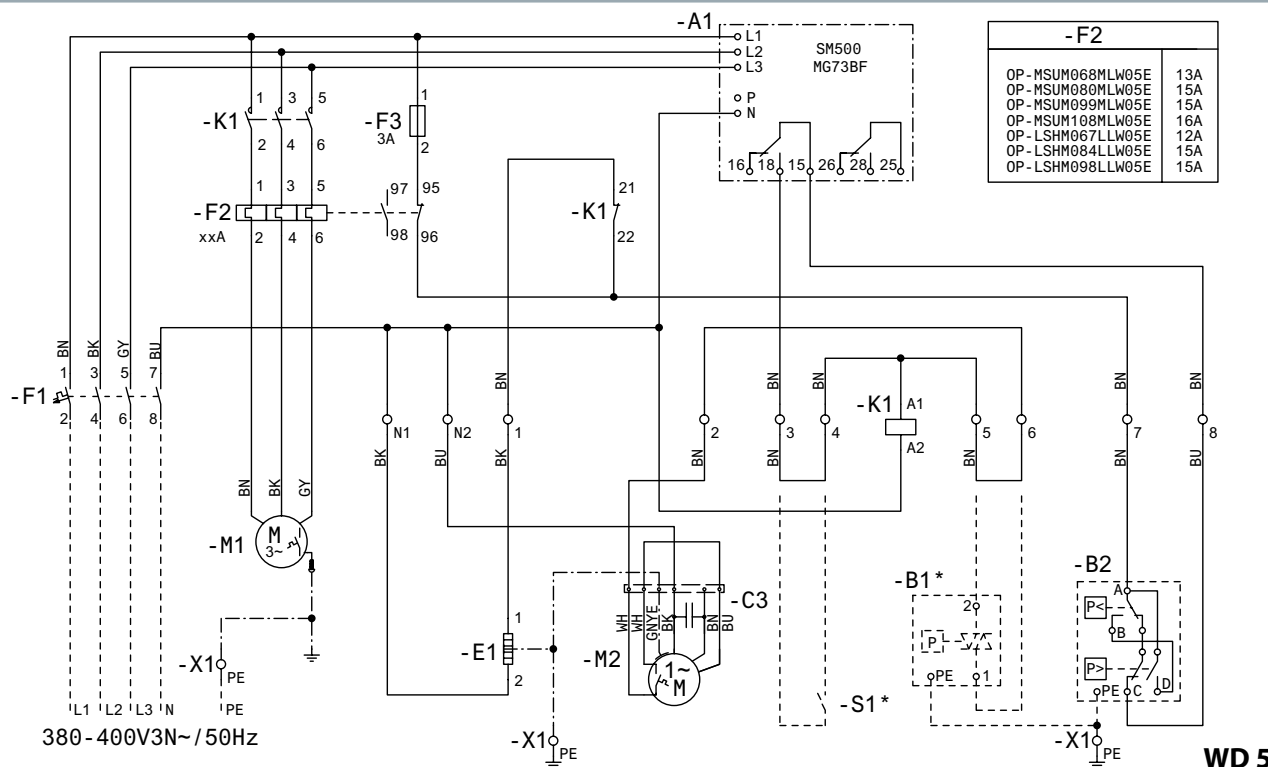 -A1
L1
L2
L3
P
N
SM500
MG73BF
16 18 15 26 28 25
-F2
OP-MSUM068MLW05E 13A
OP-MSUM080MLW05E 15A
OP-MSUM099MLW05E 15A
OP-MSUM108MLW05E 16A
OP-LSHM067LLW05E 12A
OP-LSHM084LLW05E 15A
OP-LSHM098LLW05E 15A
-K1
1 3 5
2 4 6
-F3
3A
1
2
-F2
xxA
1 3 5
2 4 6
97 95
98 96
-K1
21
22
BN BK GY BU
-F1
1 3 5 7
2 4 6 8
N1 N2 1 2 3 4 5 6 7 8
BN BN BN BN BN
BK BU BK BN BN BN BN BU
-K1
A1
A2
BN BK GY
-M1
M
3~
-X1
PE
L1 L2 L3 N PE
380-400V3N~/50Hz
-E1
1
2
-X1
PE
-M2
1~
M
-C3
WH WH GNYE BK BN BU
-S1*
-B1*
2
P
PE 1
-B2
A
P<
B
P>
PE C D
-X1
PE
WD 5